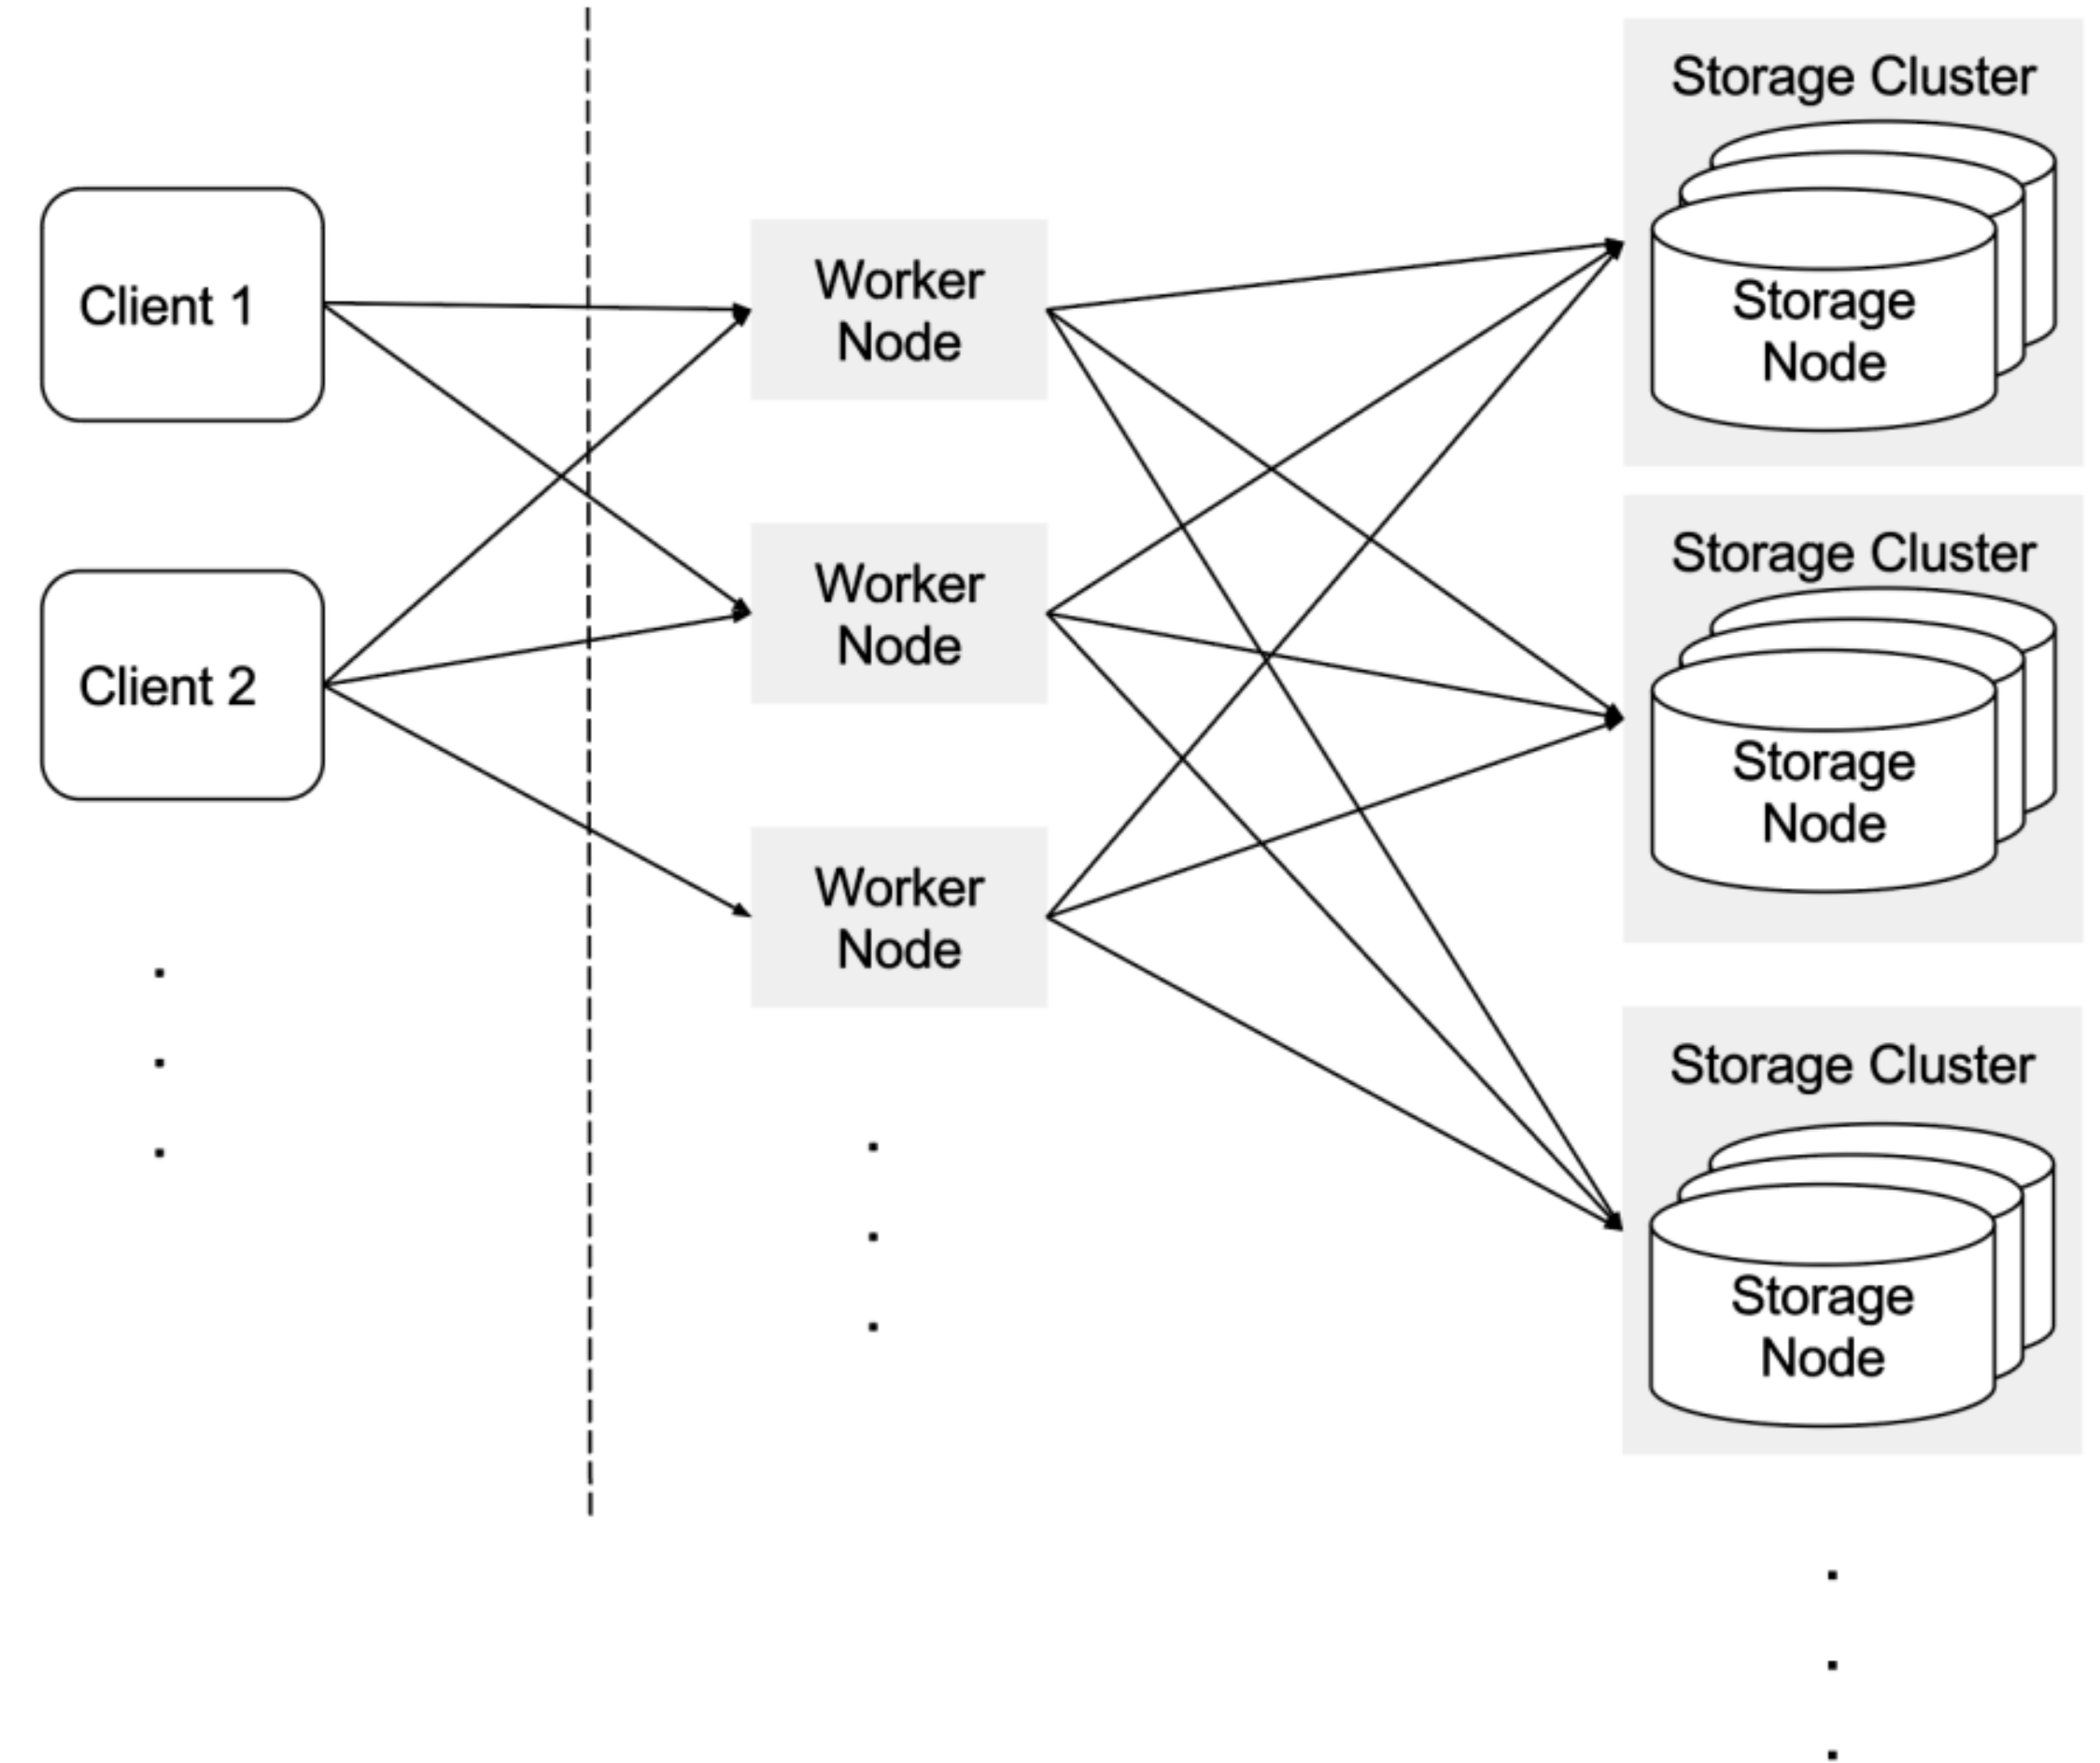 Client 1
Client 2
Worker
Node
Worker
Node
Worker
Node
Storage Cluster
Storage
Node
Storage Cluster
Storage
Node
Storage Cluster
Storage
Node